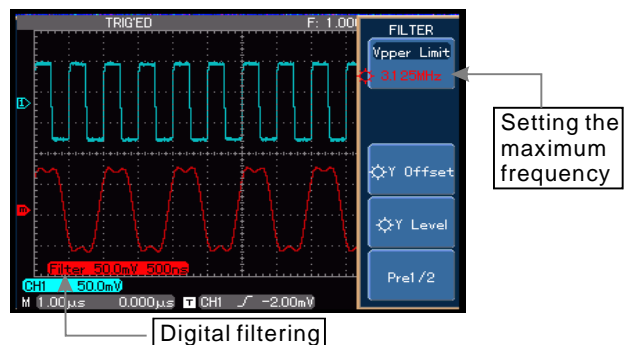 TRIG'ED F: 1.00
FILTER
Vpper Limit
3.125MHz
Setting the
maximum
frequency
1
Y Offset
Y Level
m
Filter 50.0mV 500ns
Pre1/2
CH1 50.0mV
M 1.00µs 0.000µs T CH1 -2.00mV
Digital filtering